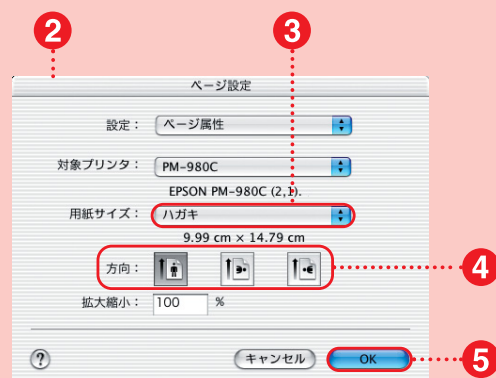 2 3
ページ設定
設定： ページ属性
対象プリンタ： PM-980C
EPSON PM-980C (2,1).
用紙サイズ： ハガキ
9.99 cm × 14.79 cm
方向： 4
拡大縮小： 100 %
? キャンセル OK 5